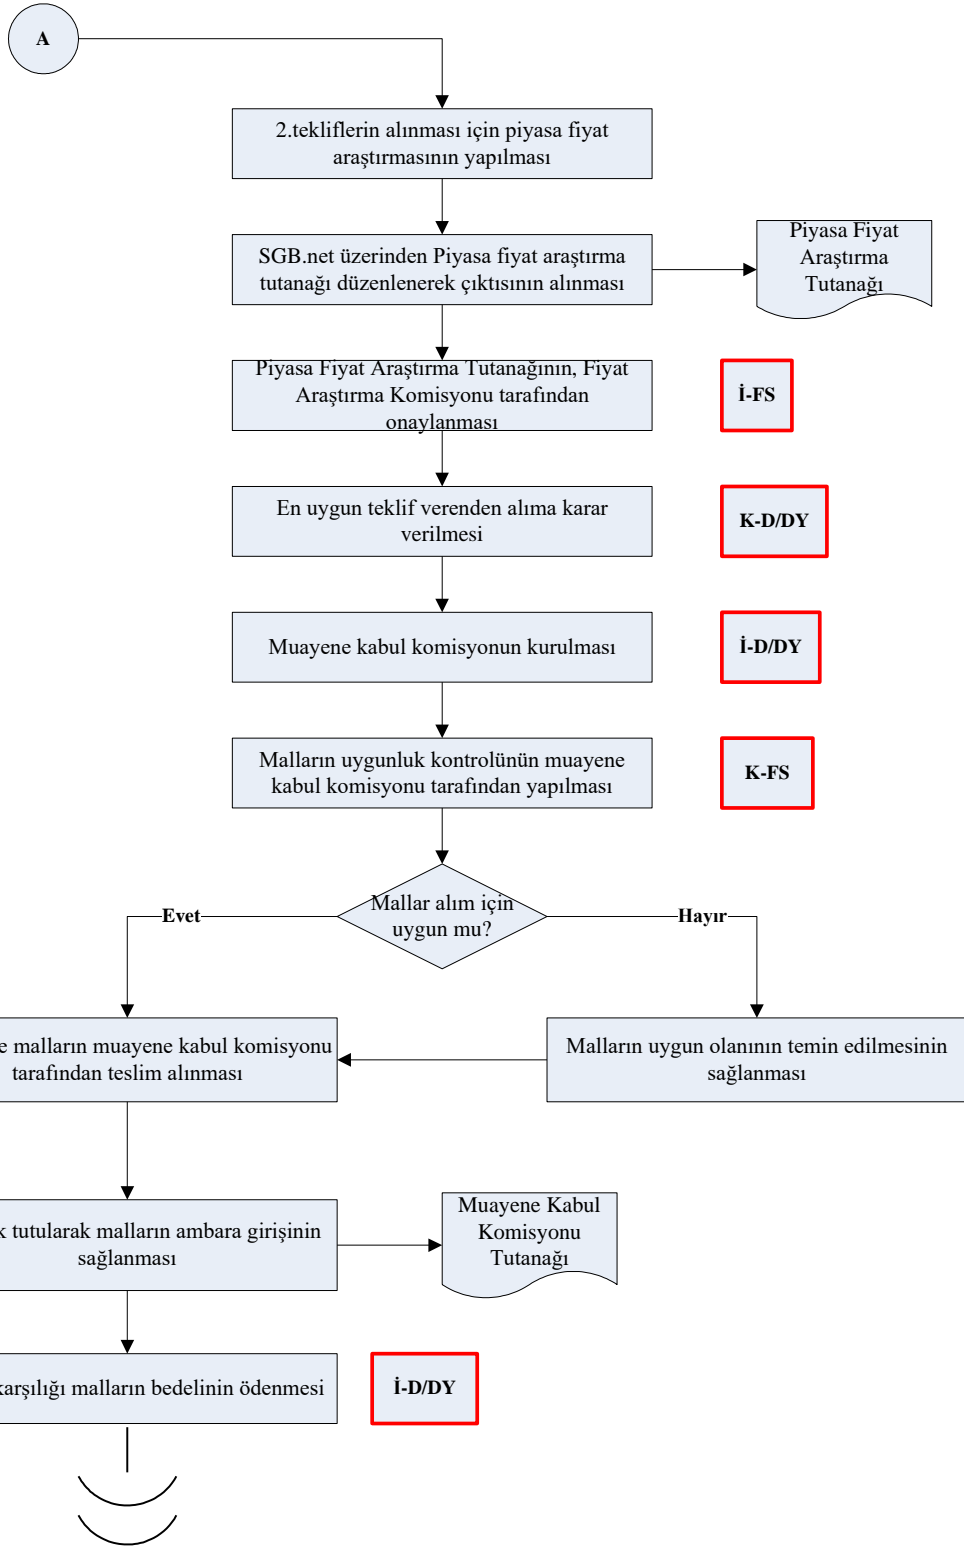 A
2.tekliflerin alınması için piyasa fiyat
araştırmasının yapılması
SGB.net üzerinden Piyasa fiyat araştırma
tutanağı düzenlenerek çıktısının alınması
Piyasa Fiyat
Araştırma
Tutanağı
Piyasa Fiyat Araştırma Tutanağının, Fiyat
Araştırma Komisyonu tarafından
onaylanması
İ-FS
En uygun teklif verenden alıma karar
verilmesi
K-D/DY
Muayene kabul komisyonun kurulması
İ-D/DY
Malların uygunluk kontrolünün muayene
kabul komisyonu tarafından yapılması
K-FS
Mallar alım için
uygun mu?
Evet
Hayır
malların muayene kabul komisyonu
tarafından teslim alınması
Malların uygun olanının temin edilmesinin
sağlanması
tutularak malların ambara girişinin
sağlanması
Muayene Kabul
Komisyonu
Tutanağı
karşılığı malların bedelinin ödenmesi
İ-D/DY